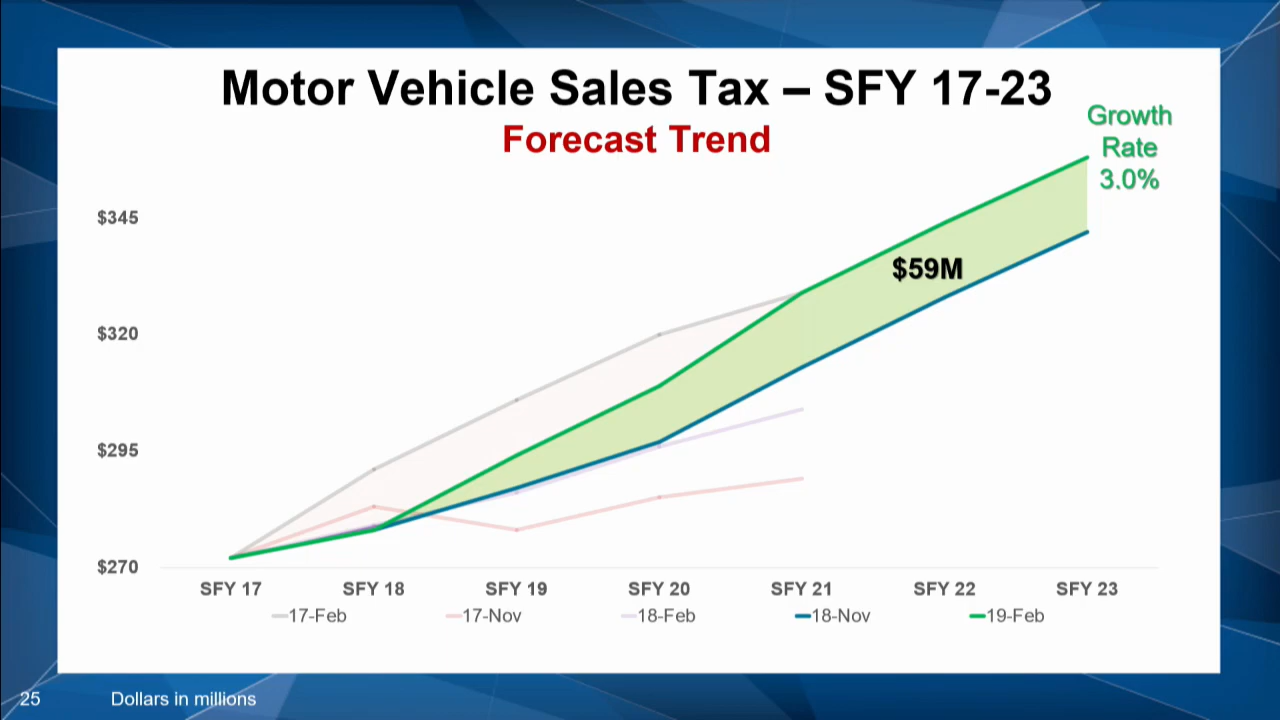 Motor Vehicle Sales Tax – SFY 17-23
Forecast Trend
Growth
Rate
3.0%
$345
$59M
$320
$295
$270
SFY 17 SFY 18 SFY 19 SFY 20 SFY 21 SFY 22 SFY 23
17-Feb 17-Nov 18-Feb 18-Nov 19-Feb
25 Dollars in millions